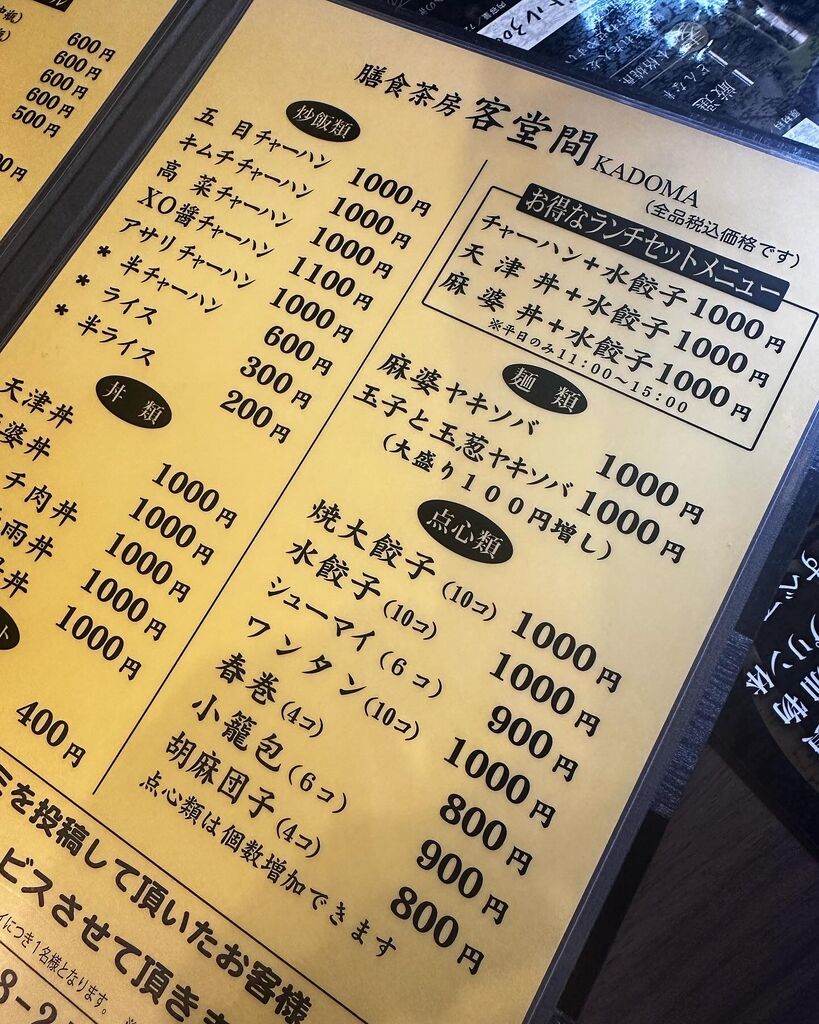 600円
600円
600円
600円
500円
膳食茶房 客堂間 KADOMA
(全品税込価格です)
炒飯類
五目チャーハン 1000円
キムチチャーハン 1000円
高菜チャーハン 1000円
XO醤チャーハン 1100円
アサリチャーハン 1000円
*半チャーハン 600円
*ライス 300円
*半ライス 200円
丼類
天津丼 1000円
婆丼 1000円
チ肉丼 1000円
雨丼 1000円
丼 1000円
ト
400円
お得なランチセットメニュー
チャーハン+水餃子 1000円
天津丼+水餃子 1000円
麻婆丼+水餃子 1000円
※平日のみ11:00~15:00
麺類
麻婆ヤキソバ 1000円
玉子と玉葱ヤキソバ 1000円
(大盛り100円増し)
点心類
焼大餃子(10コ) 1000円
水餃子(10コ) 1000円
シューマイ(6コ) 900円
ワンタン(10コ) 1000円
春巻(4コ) 800円
小籠包(6コ) 900円
胡麻団子(4コ) 800円
点心類は個数増加できます
を投稿して頂いたお客様
ビスさせて頂きま
につき1名様となります。
厳選
プリン体